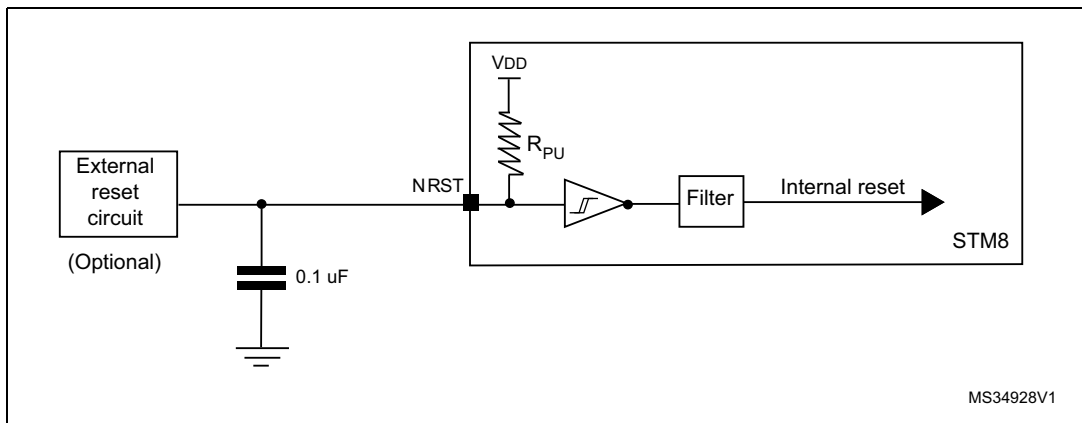 VDD
RPU
External
reset
circuit
(Optional)
NRST
Filter
Internal reset
STM8
0.1 uF
MS34928V1